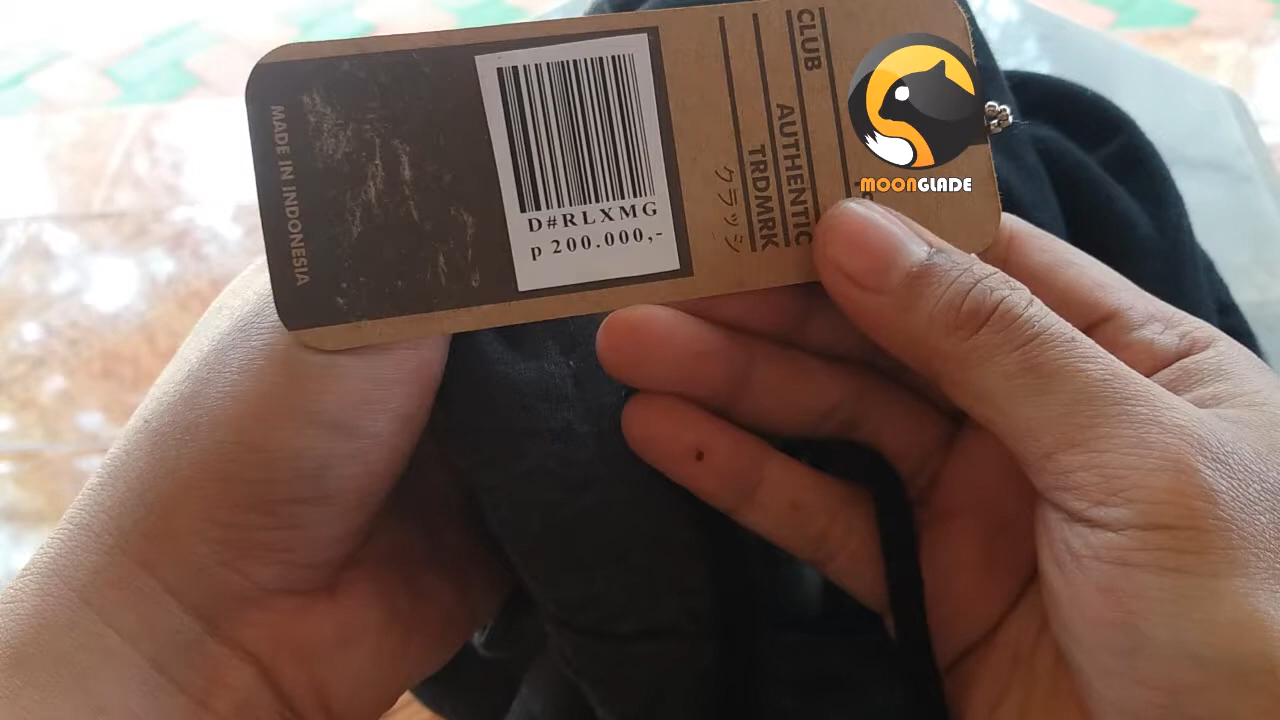 MADE IN INDONESIA
D#RLXMG
p 200.000,-
CLUB
AUTHENTIC
TRDMRK
クラッシ
MOONGLADE